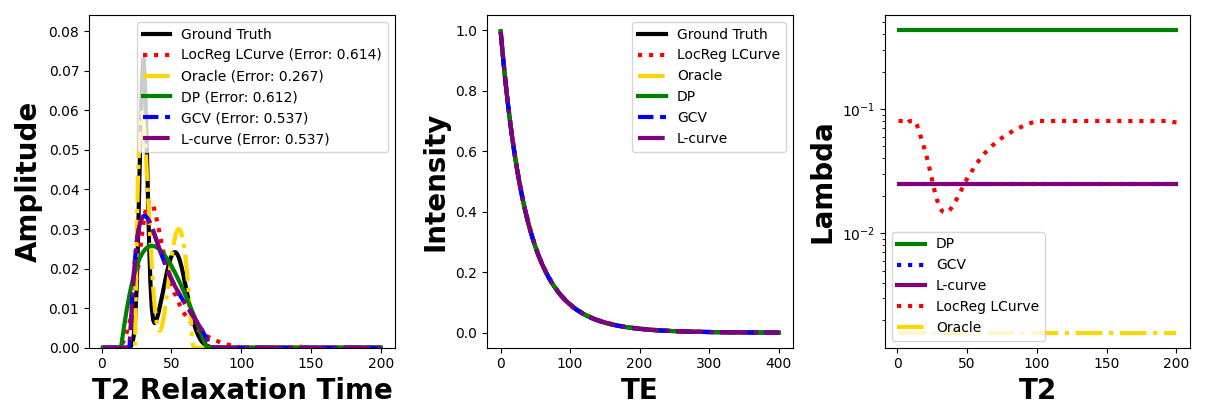 Amplitude
0.08
0.07
0.06
0.05
0.04
0.03
0.02
0.01
0.00
Ground Truth
LocReg LCurve (Error: 0.614)
Oracle (Error: 0.267)
DP (Error: 0.612)
GCV (Error: 0.537)
L-curve (Error: 0.537)
0 50 100 150 200
T2 Relaxation Time
Intensity
1.0
0.8
0.6
0.4
0.2
0.0
Ground Truth
LocReg LCurve
Oracle
DP
GCV
L-curve
0 100 200 300 400
TE
Lambda
10⁻¹
10⁻²
DP
GCV
L-curve
LocReg LCurve
Oracle
0 50 100 150 200
T2